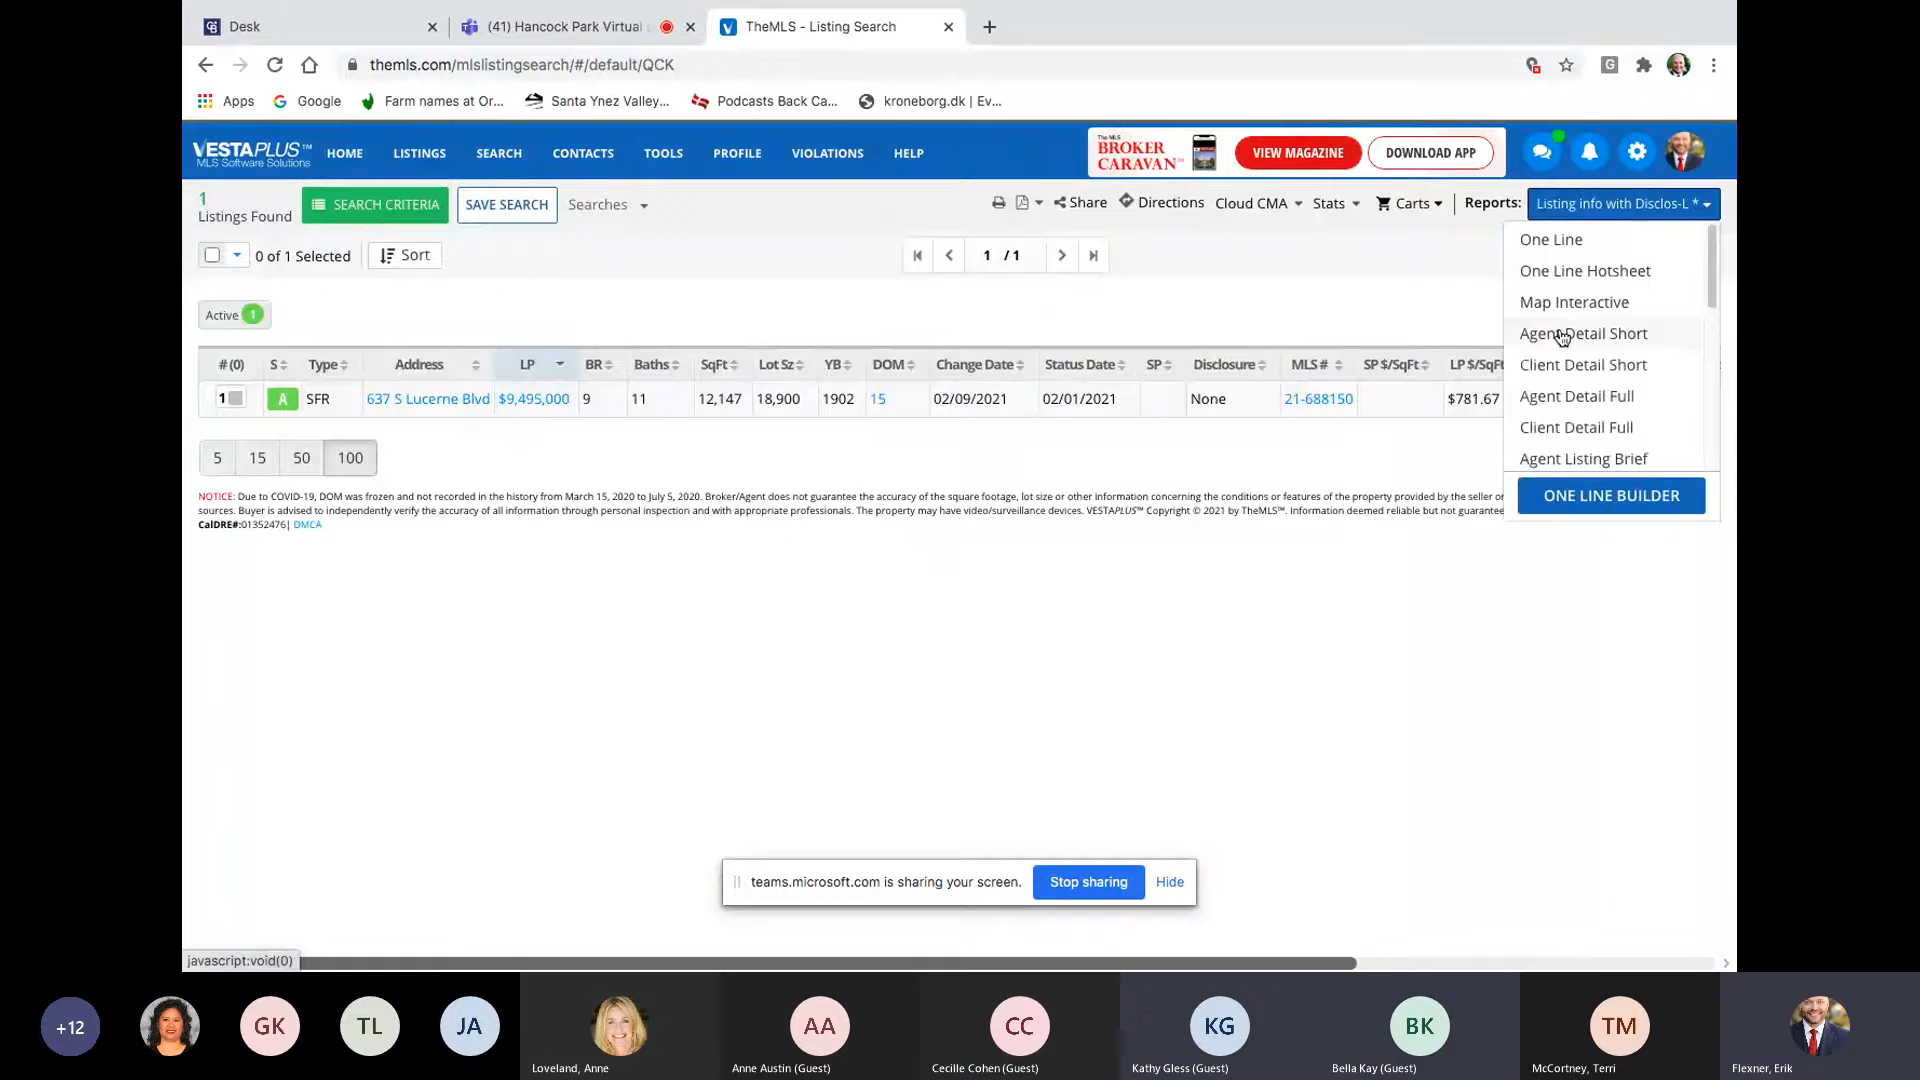 Desk
(41) Hancock Park Virtual
TheMLS - Listing Search
themls.com/mlslistingsearch/#/default/QCK
Apps
Google
Farm names at Or...
Santa Ynez Valley...
Podcasts Back Ca...
kroneborg.dk | Ev...
VESTAPLUS™
MLS Software Solutions
HOME
LISTINGS
SEARCH
CONTACTS
TOOLS
PROFILE
VIOLATIONS
HELP
The MLS
BROKER
CARAVAN™
VIEW MAGAZINE
DOWNLOAD APP
1
Listings Found
SEARCH CRITERIA
SAVE SEARCH
Searches
Share
Directions
Cloud CMA
Stats
Carts
Reports:
Listing info with Disclos-L *
0 of 1 Selected
Sort
1 / 1
One Line
One Line Hotsheet
Map Interactive
Agent Detail Short
Client Detail Short
Agent Detail Full
Client Detail Full
Agent Listing Brief
ONE LINE BUILDER
Active 1
# (0) S Type Address LP BR Baths SqFt Lot Sz YB DOM Change Date Status Date SP Disclosure MLS # SP $/SqFt LP $/SqFt
1 A SFR 637 S Lucerne Blvd $9,495,000 9 11 12,147 18,900 1902 15 02/09/2021 02/01/2021 None 21-688150 $781.67
5 15 50 100
NOTICE: Due to COVID-19, DOM was frozen and not recorded in the history from March 15, 2020 to July 5, 2020. Broker/Agent does not guarantee the accuracy of the square footage, lot size or other information concerning the conditions or features of the property provided by the seller or
sources. Buyer is advised to independently verify the accuracy of all information through personal inspection and with appropriate professionals. The property may have video/surveillance devices. VESTAPLUS™ Copyright © 2021 by TheMLS™. Information deemed reliable but not guarantee
CalDRE#:01352476| DMCA
teams.microsoft.com is sharing your screen.
Stop sharing
Hide
javascript:void(0)
+12
GK
TL
JA
AA
CC
KG
BK
TM
Loveland, Anne
Anne Austin (Guest)
Cecille Cohen (Guest)
Kathy Gless (Guest)
Bella Kay (Guest)
McCortney, Terri
Flexner, Erik